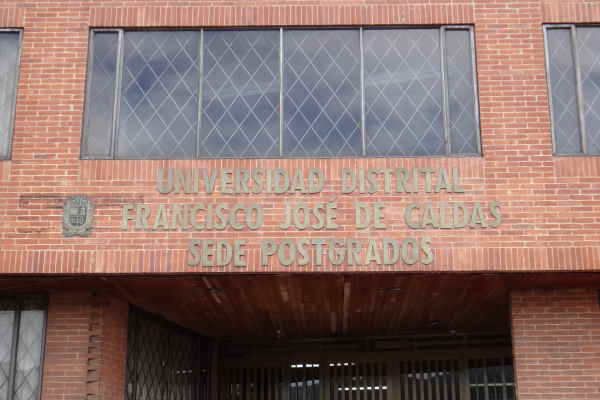 UNIVERSIDAD DISTRITAL
FRANCISCO JOSÉ DE CALDAS
SEDE POSTGRADOS